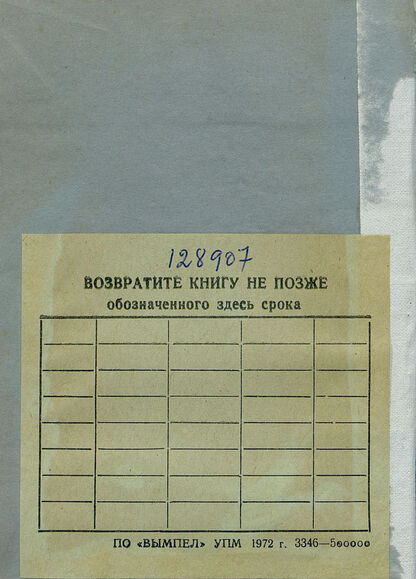 128907
ВОЗВРАТИТЕ КНИГУ НЕ ПОЗЖЕ
обозначенного здесь срока
ПО «ВЫМПЕЛ» УПМ 1972 г. 3346—500000